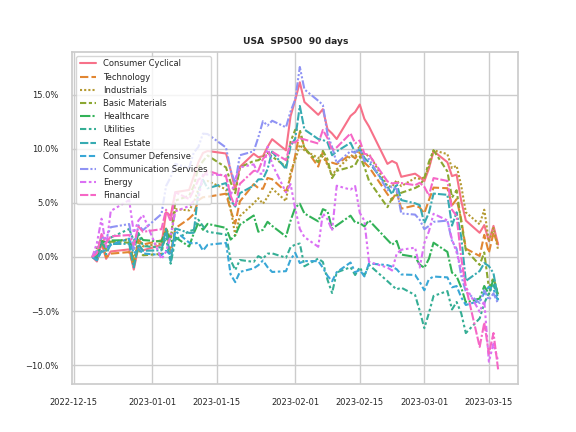 USA  SP500  90 days
Consumer Cyclical
Technology
Industrials
Basic Materials
Healthcare
Utilities
Real Estate
Consumer Defensive
Communication Services
Energy
Financial
15.0%
10.0%
5.0%
0.0%
−5.0%
−10.0%
2022-12-15
2023-01-01
2023-01-15
2023-02-01
2023-02-15
2023-03-01
2023-03-15